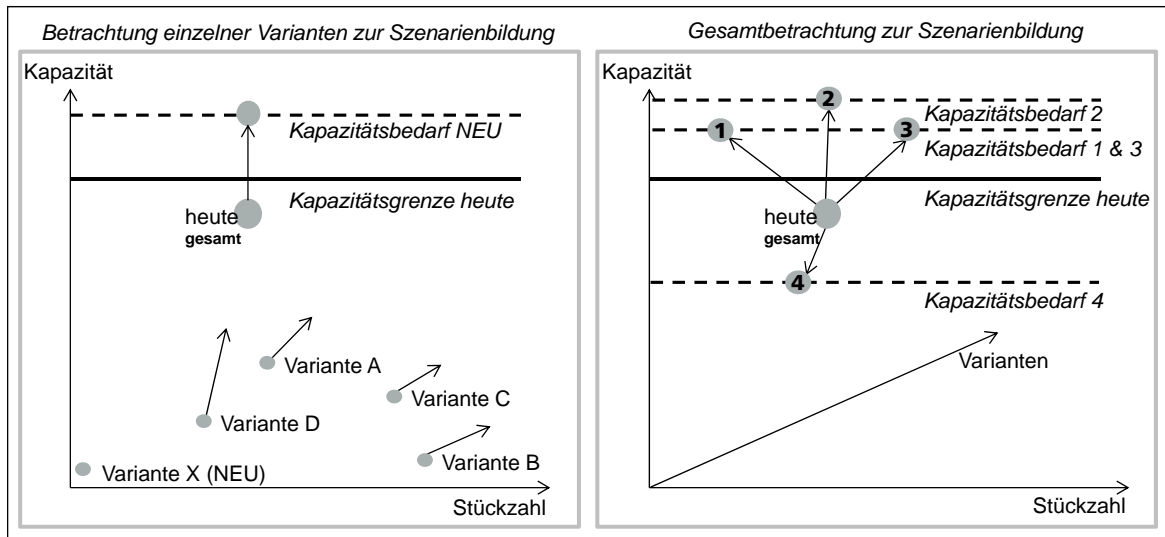 Betrachtung einzelner Varianten zur Szenarienbildung
Kapazität
Kapazitätsbedarf NEU
Kapazitätsgrenze heute
heute
gesamt
Variante A
Variante C
Variante D
Variante B
Variante X (NEU)
Stückzahl
Gesamtbetrachtung zur Szenarienbildung
Kapazität
2
Kapazitätsbedarf 2
1
3
Kapazitätsbedarf 1 & 3
Kapazitätsgrenze heute
heute
gesamt
4
Kapazitätsbedarf 4
Varianten
Stückzahl